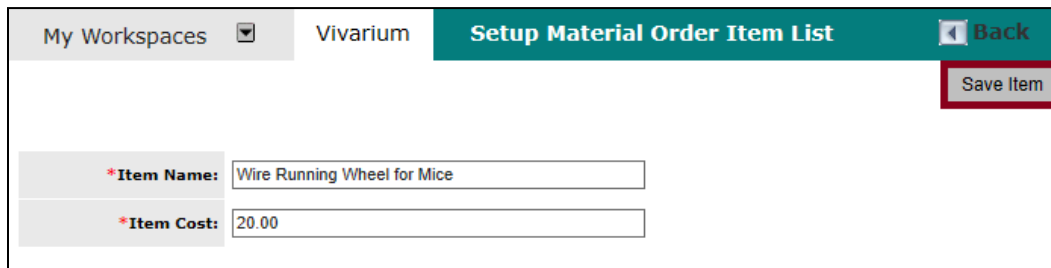 My Workspaces Vivarium Setup Material Order Item List Back
Save Item
*Item Name: Wire Running Wheel for Mice
*Item Cost: 20.00